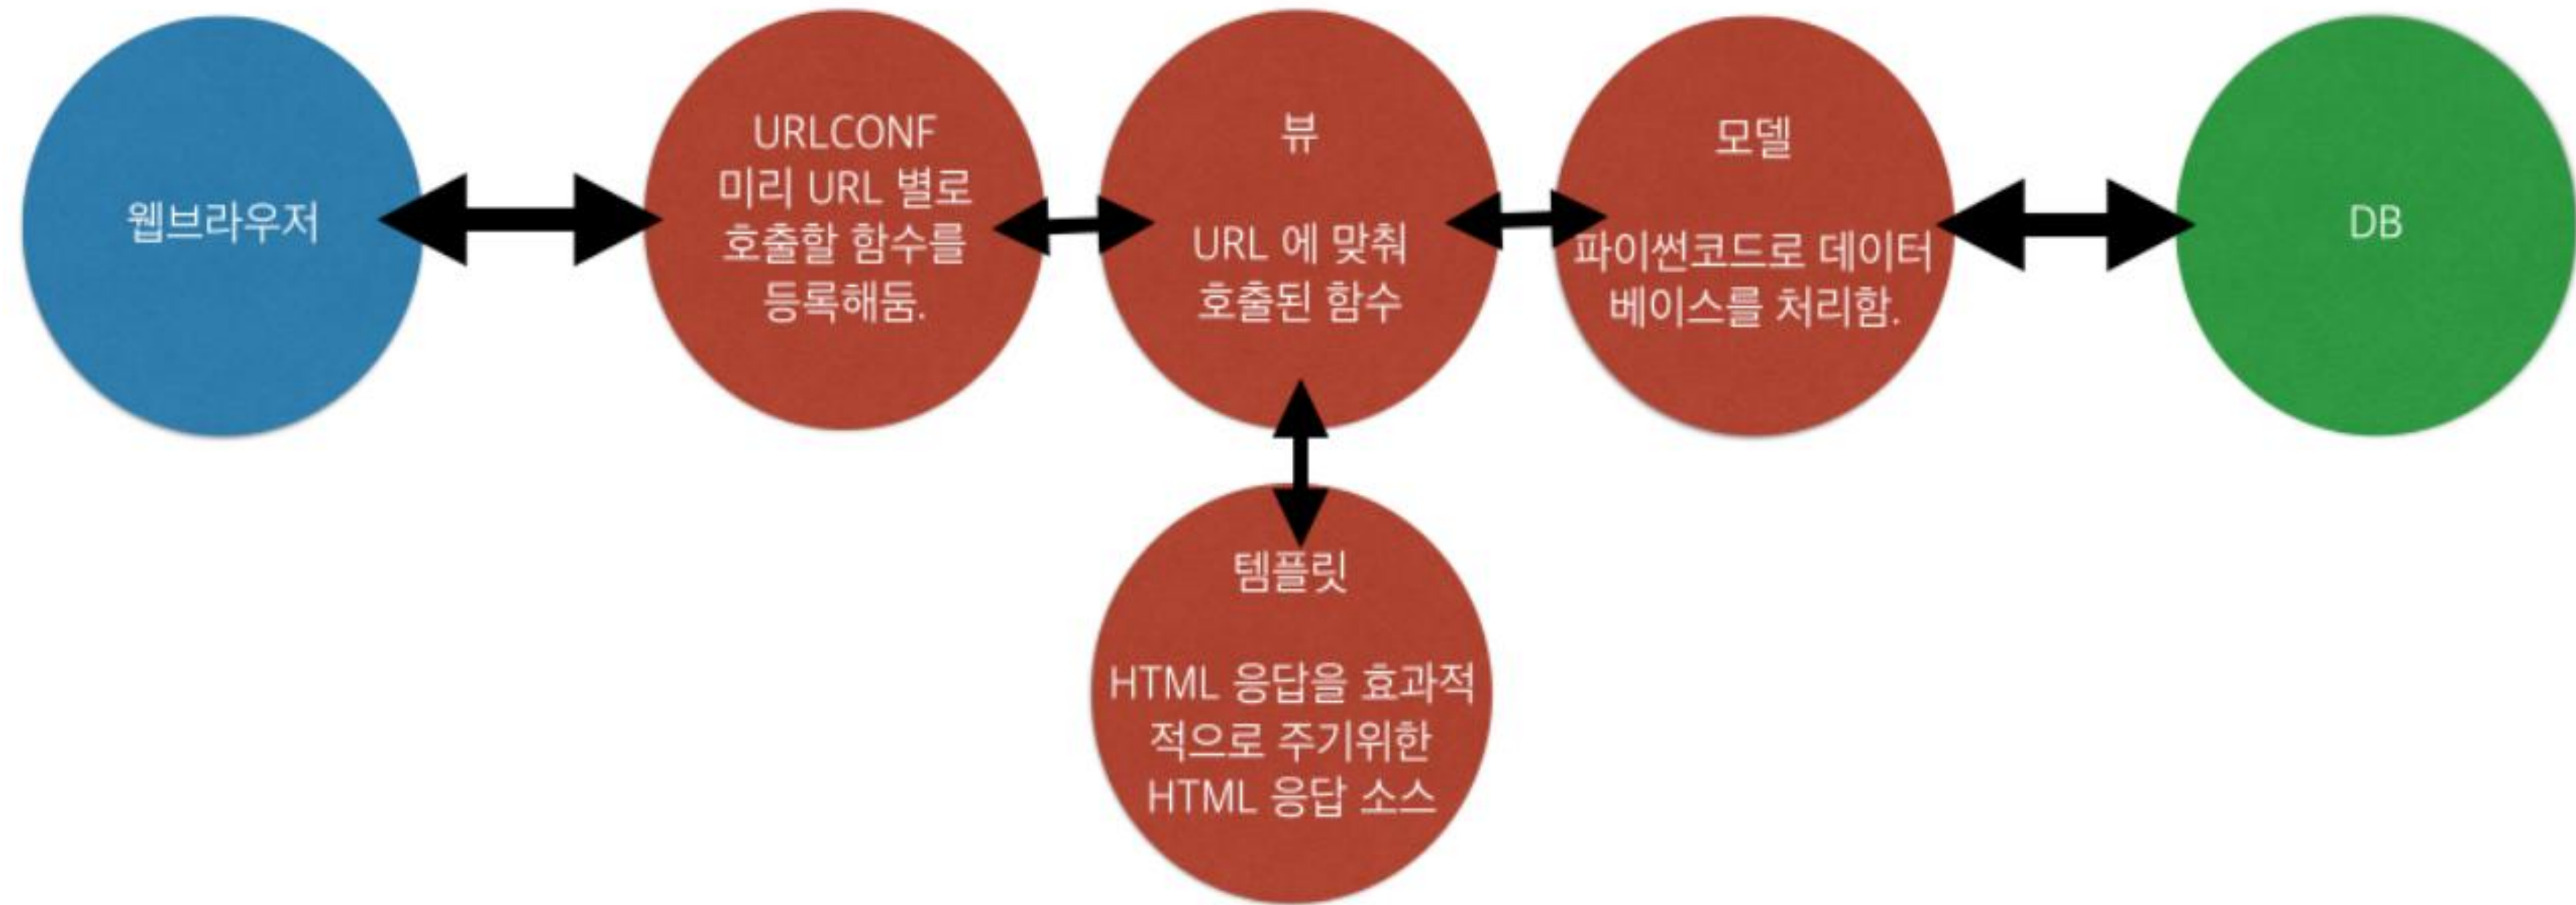 웹브라우저
URLCONF
미리 URL 별로
호출할 함수를
등록해둠.
뷰
URL 에 맞춰
호출된 함수
모델
파이썬코드로 데이터
베이스를 처리함.
DB
템플릿
HTML 응답을 효과적
적으로 주기위한
HTML 응답 소스